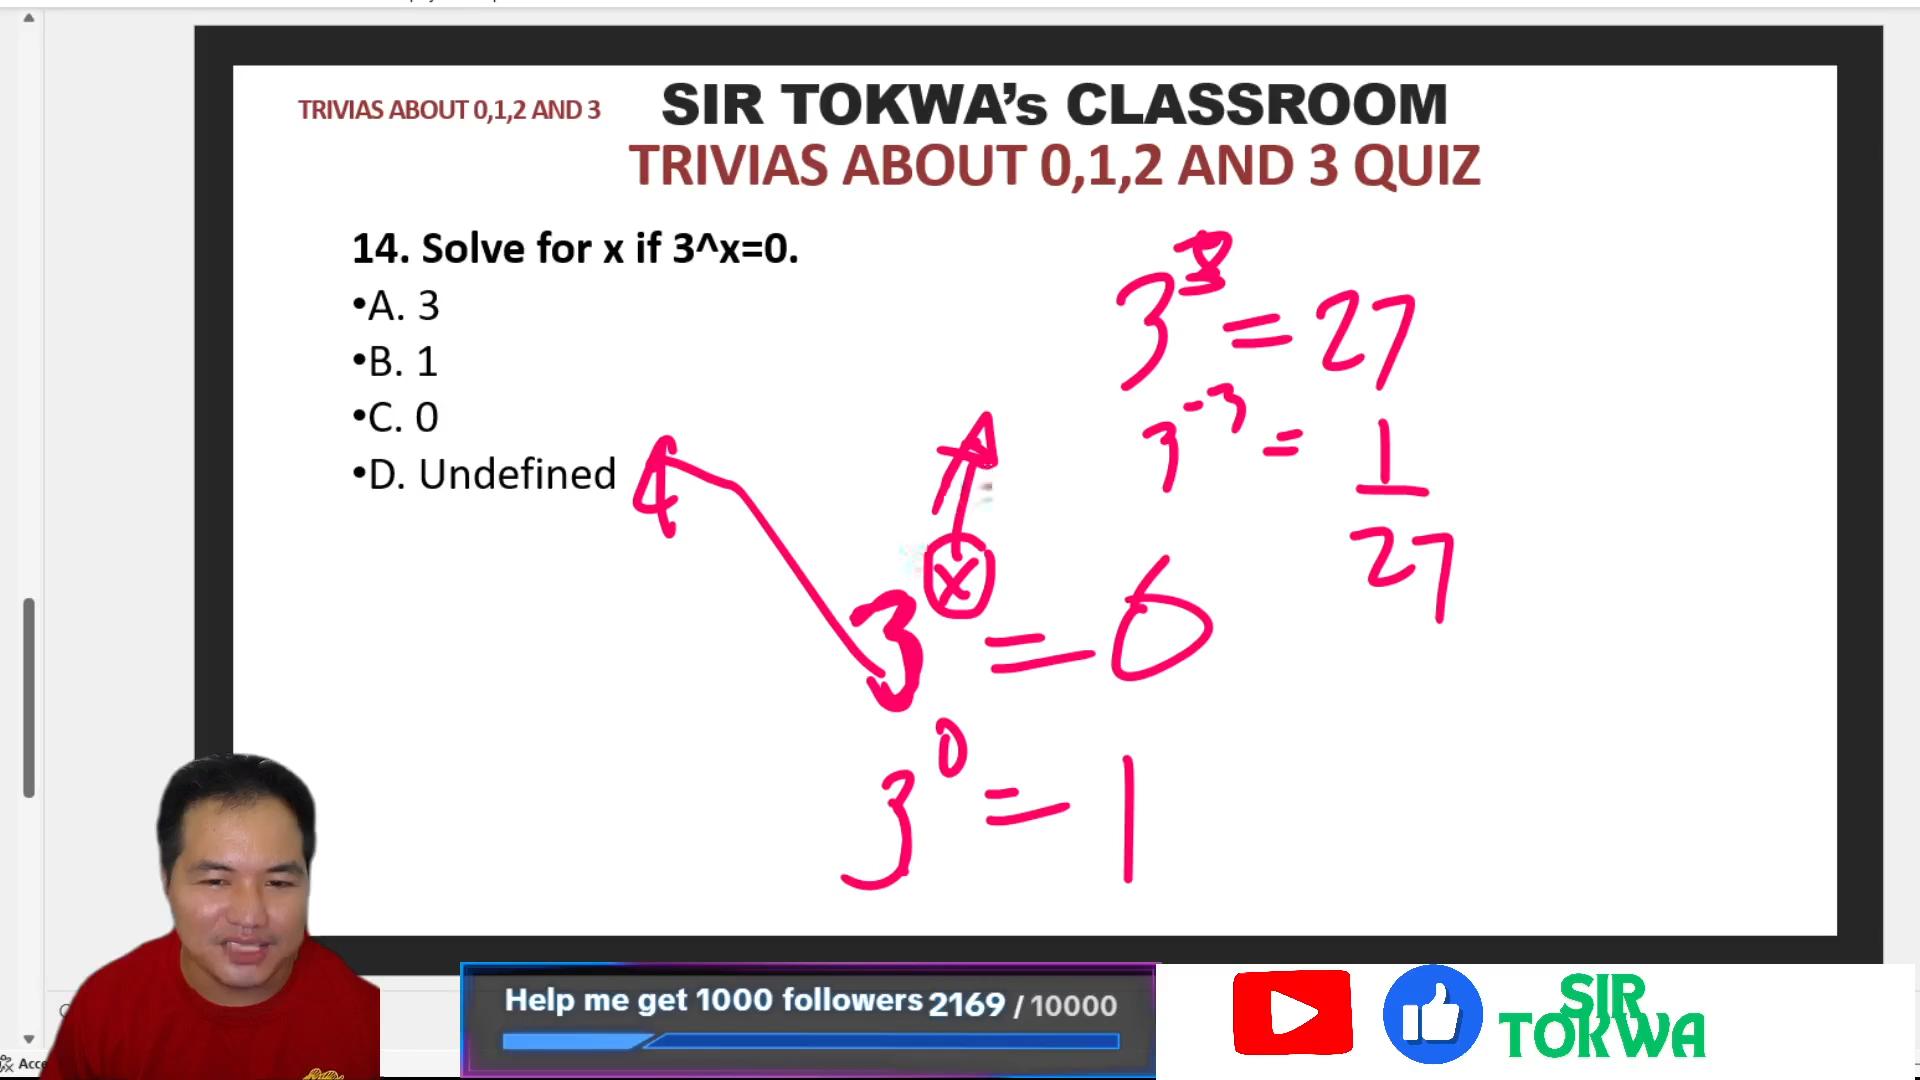 TRIVIAS ABOUT 0,1,2 AND 3
SIR TOKWA's CLASSROOM
TRIVIAS ABOUT 0,1,2 AND 3 QUIZ
14. Solve for x if 3^x=0.
•A. 3
•B. 1
•C. 0
•D. Undefined
3^3 = 27
3^-3 = 1/27
3^x = 0
3^0 = 1
Help me get 1000 followers 2169 / 10000
SIR
TOKWA
Acce